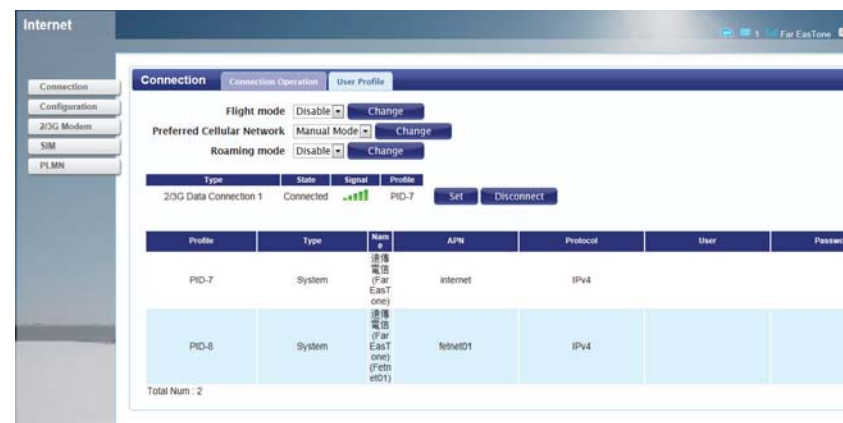 Internet
1 Far EasTone
Connection
Configuration
2/3G Modem
SIM
PLMN
Connection Connection Operation User Profile
Flight mode Disable Change
Preferred Cellular Network Manual Mode Change
Roaming mode Disable Change
Type State Signal Profile
2/3G Data Connection 1 Connected PID-7 Set Disconnect
Profile Type Nam
e APN Protocol User Passwo
PID-7 System 遠傳
電信
(Far
EasT
one) internet IPv4
PID-8 System 遠傳
電信
(Far
EasT
one)
(Fetn
et01) fetnet01 IPv4
Total Num : 2